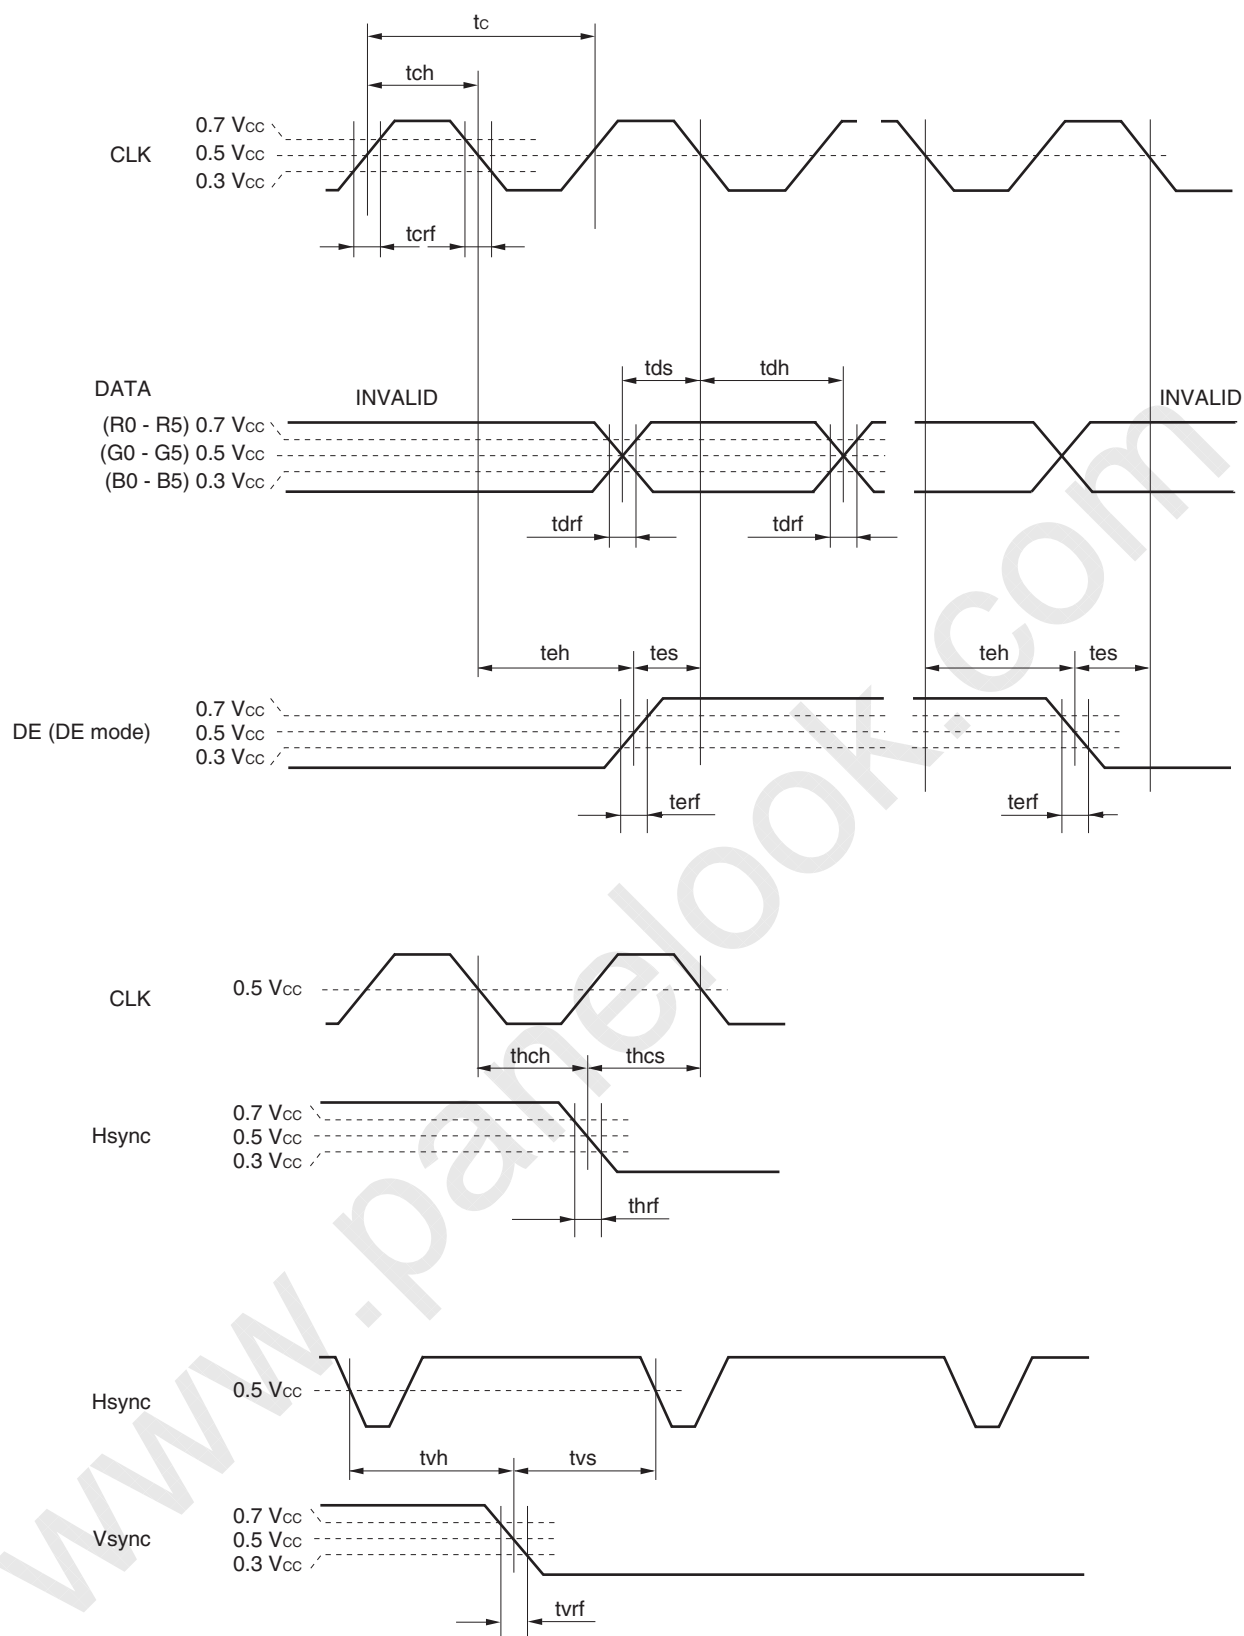 tc
tch
CLK
0.7 Vcc
0.5 Vcc
0.3 Vcc
tcrf
DATA
(R0 - R5) 0.7 Vcc
(G0 - G5) 0.5 Vcc
(B0 - B5) 0.3 Vcc
INVALID
tds
tdh
INVALID
tdrf
tdrf
teh
tes
teh
tes
DE (DE mode)
0.7 Vcc
0.5 Vcc
0.3 Vcc
terf
terf
CLK
0.5 Vcc
thch
thcs
Hsync
0.7 Vcc
0.5 Vcc
0.3 Vcc
thrf
Hsync
0.5 Vcc
tvh
tvs
Vsync
0.7 Vcc
0.5 Vcc
0.3 Vcc
tvrf
www.panelook.com